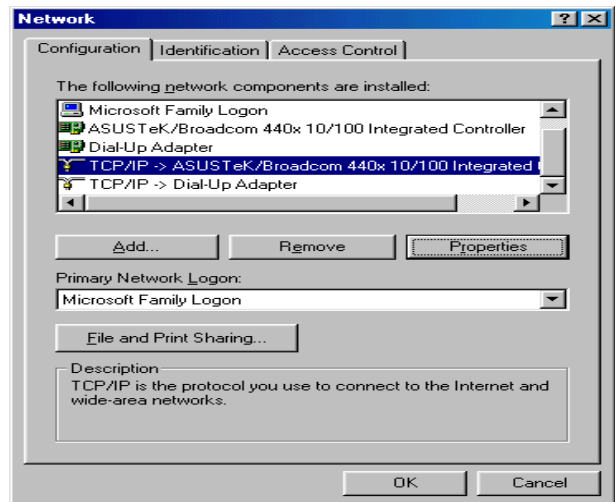 Network
Configuration Identification Access Control
The following network components are installed:
Microsoft Family Logon
ASUSTeK/Broadcom 440x 10/100 Integrated Controller
Dial-Up Adapter
TCP/IP -> ASUSTeK/Broadcom 440x 10/100 Integrated
TCP/IP -> Dial-Up Adapter
Add... Remove Properties
Primary Network Logon:
Microsoft Family Logon
File and Print Sharing...
Description
TCP/IP is the protocol you use to connect to the Internet and
wide-area networks.
OK Cancel